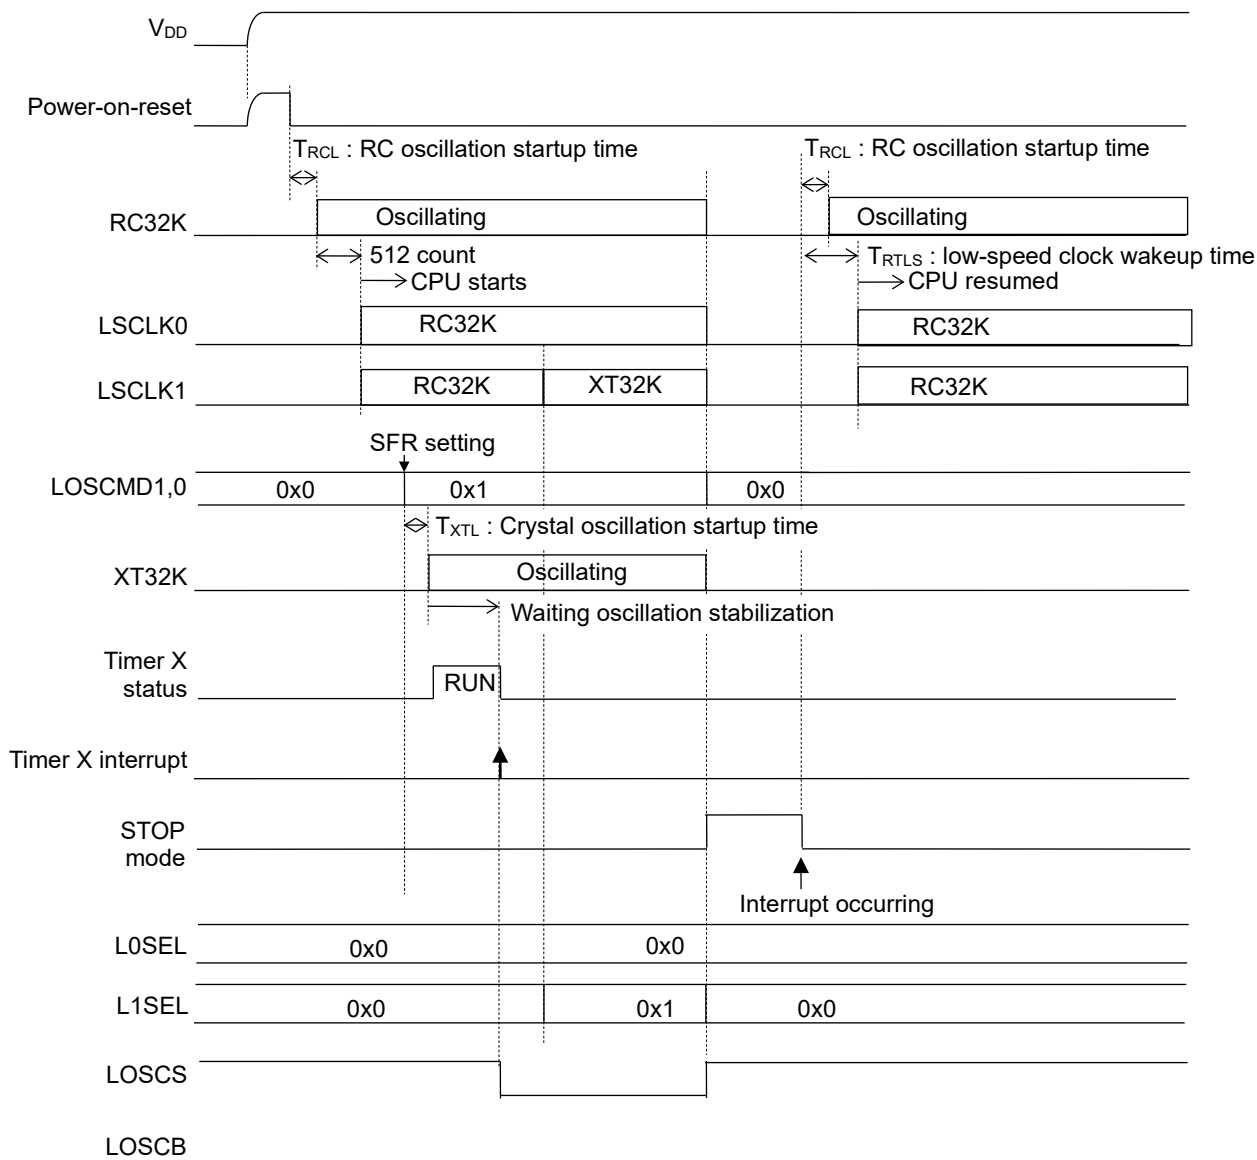 VDD
Power-on-reset
TRCL : RC oscillation startup time
TRCL : RC oscillation startup time
RC32K
Oscillating
Oscillating
512 count
TRTLS : low-speed clock wakeup time
CPU starts
CPU resumed
LSCLK0
RC32K
RC32K
LSCLK1
RC32K
XT32K
RC32K
SFR setting
LOSCMD1,0
0x0
0x1
0x0
TXTL : Crystal oscillation startup time
XT32K
Oscillating
Waiting oscillation stabilization
Timer X
status
RUN
Timer X interrupt
STOP
mode
Interrupt occurring
L0SEL
0x0
0x0
L1SEL
0x0
0x1
0x0
LOSCS
LOSCB